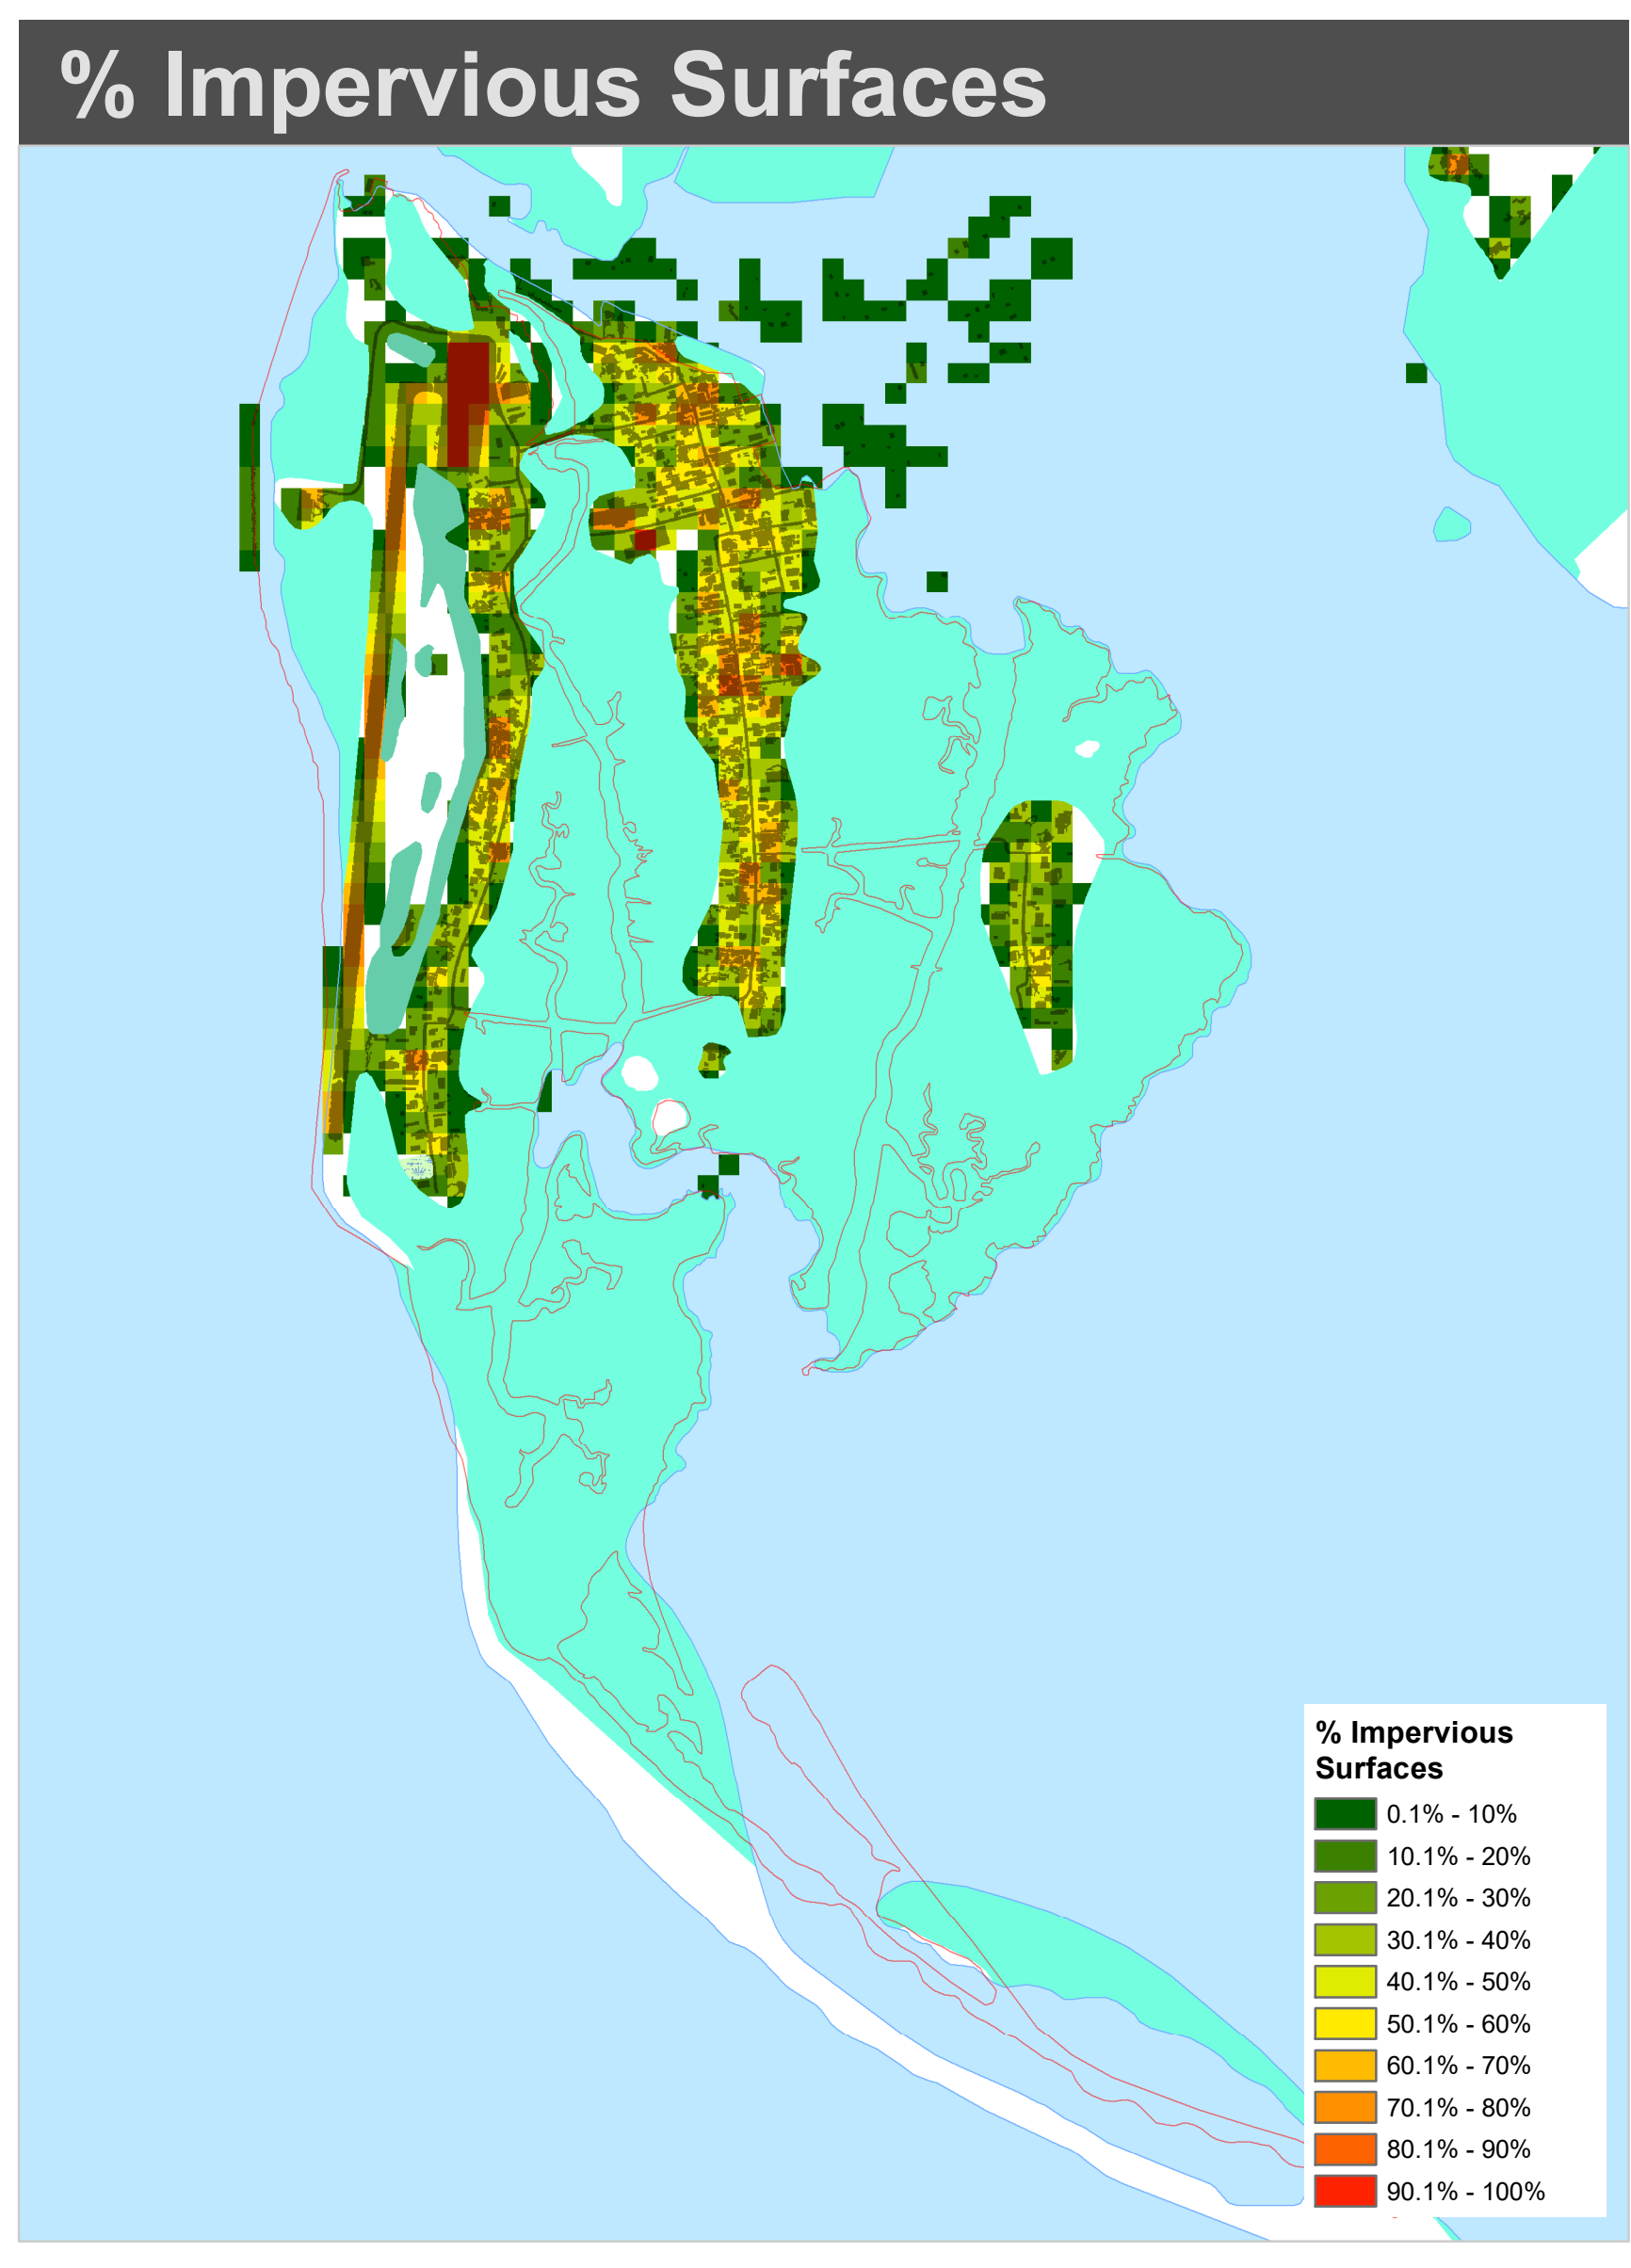 % Impervious Surfaces
% Impervious
Surfaces
0.1% - 10%
10.1% - 20%
20.1% - 30%
30.1% - 40%
40.1% - 50%
50.1% - 60%
60.1% - 70%
70.1% - 80%
80.1% - 90%
90.1% - 100%